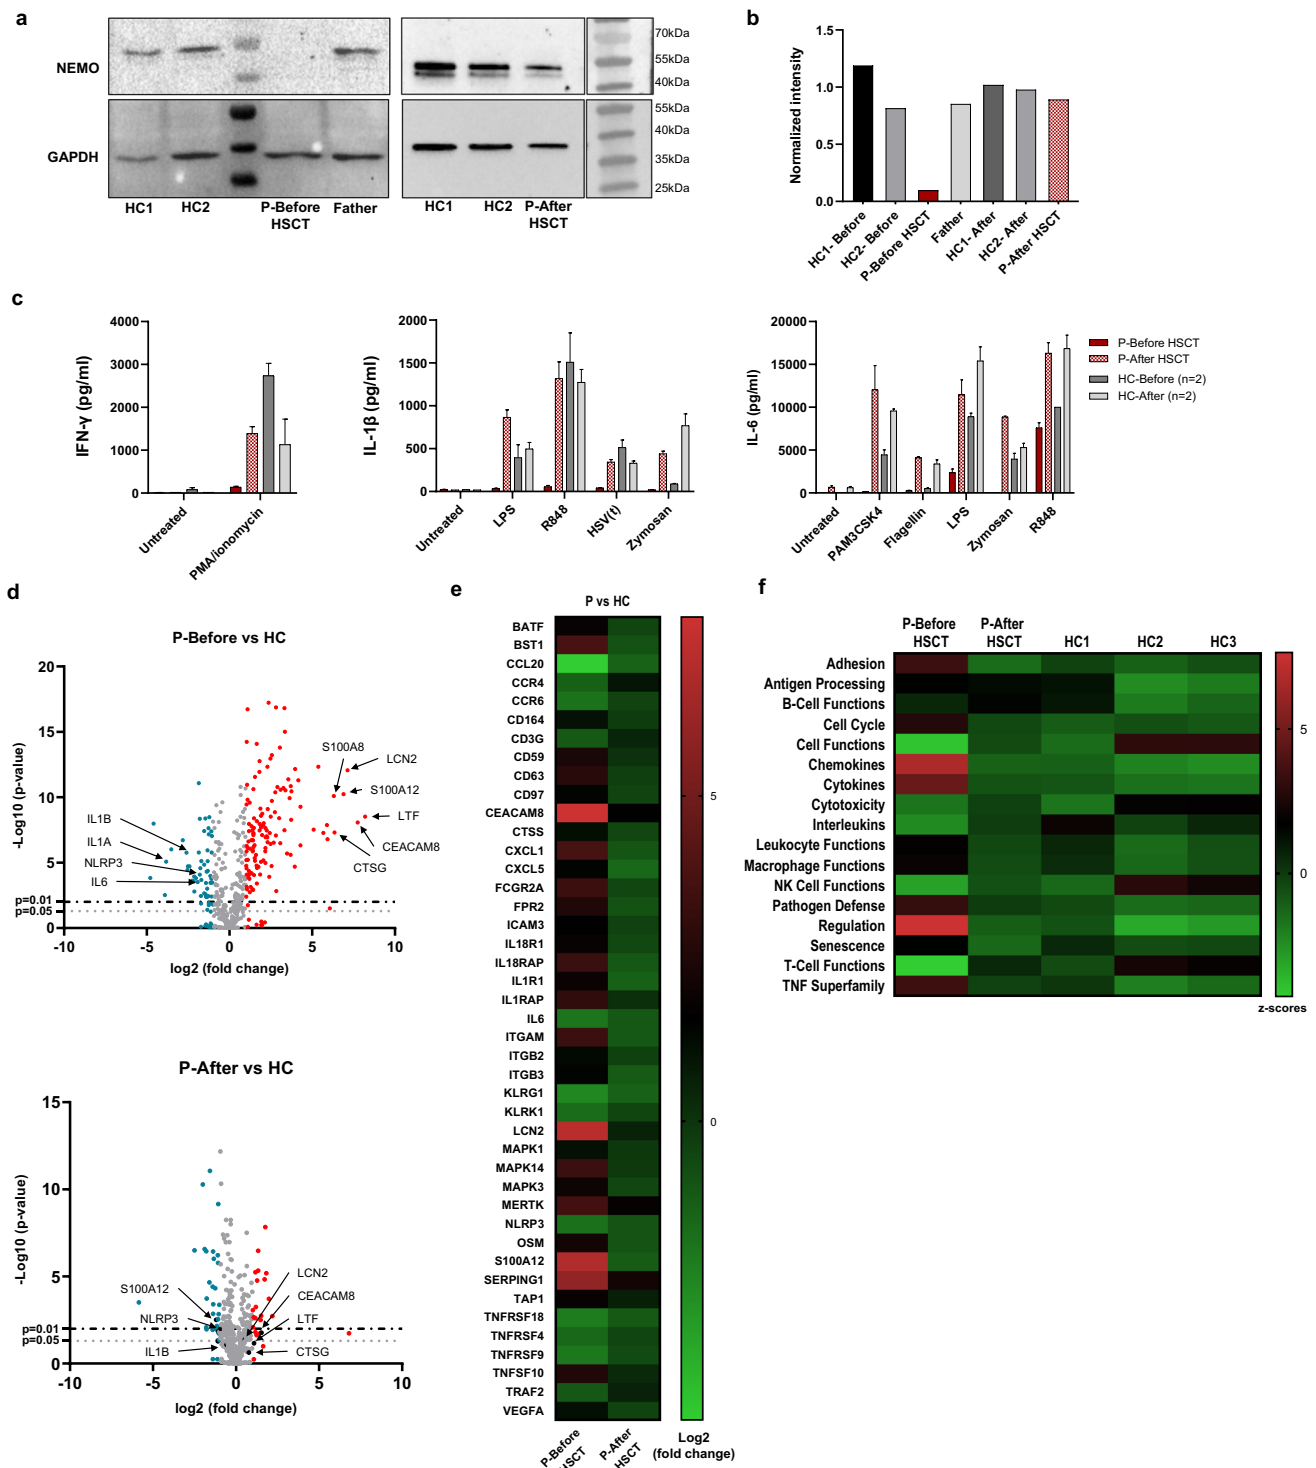 a
NEMO
GAPDH
HC1
HC2
P-Before
HSCT
Father
HC1
HC2
P-After
HSCT
70kDa
55kDa
40kDa
55kDa
40kDa
35kDa
25kDa
b
Normalized intensity
1.5
1.0
0.5
0.0
HC1- Before
HC2- Before
P-Before HSCT
Father
HC1- After
HC2- After
P-After HSCT
c
IFN-γ (pg/ml)
4000
3000
2000
1000
0
Untreated
PMA/ionomycin
IL-1β (pg/ml)
2000
1500
1000
500
0
Untreated
LPS
R848
HSV(t)
Zymosan
IL-6 (pg/ml)
20000
15000
10000
5000
0
Untreated
PAM3CSK4
Flagellin
LPS
Zymosan
R848
P-Before HSCT
P-After HSCT
HC-Before (n=2)
HC-After (n=2)
d
P-Before vs HC
-Log10 (p-value)
20
15
10
5
p=0.01
p=0.05
0
-10
-5
0
5
10
log2 (fold change)
S100A8
LCN2
S100A12
LTF
CEACAM8
CTSG
IL1B
IL1A
NLRP3
IL6
P-After vs HC
-Log10 (p-value)
15
10
5
p=0.01
p=0.05
0
-10
-5
0
5
10
log2 (fold change)
S100A12
NLRP3
IL1B
LCN2
CEACAM8
LTF
CTSG
e
P vs HC
BATF
BST1
CCL20
CCR4
CCR6
CD164
CD3G
CD59
CD63
CD97
CEACAM8
CTSS
CXCL1
CXCL5
FCGR2A
FPR2
ICAM3
IL18R1
IL18RAP
IL1R1
IL1RAP
IL6
ITGAM
ITGB2
ITGB3
KLRG1
KLRK1
LCN2
MAPK1
MAPK14
MAPK3
MERTK
NLRP3
OSM
S100A12
SERPING1
TAP1
TNFRSF18
TNFRSF4
TNFRSF9
TNFSF10
TRAF2
VEGFA
P-Before
HSCT
P-After
HSCT
5
0
Log2
(fold change)
f
P-Before
HSCT
P-After
HSCT
HC1
HC2
HC3
Adhesion
Antigen Processing
B-Cell Functions
Cell Cycle
Cell Functions
Chemokines
Cytokines
Cytotoxicity
Interleukins
Leukocyte Functions
Macrophage Functions
NK Cell Functions
Pathogen Defense
Regulation
Senescence
T-Cell Functions
TNF Superfamily
5
0
z-scores